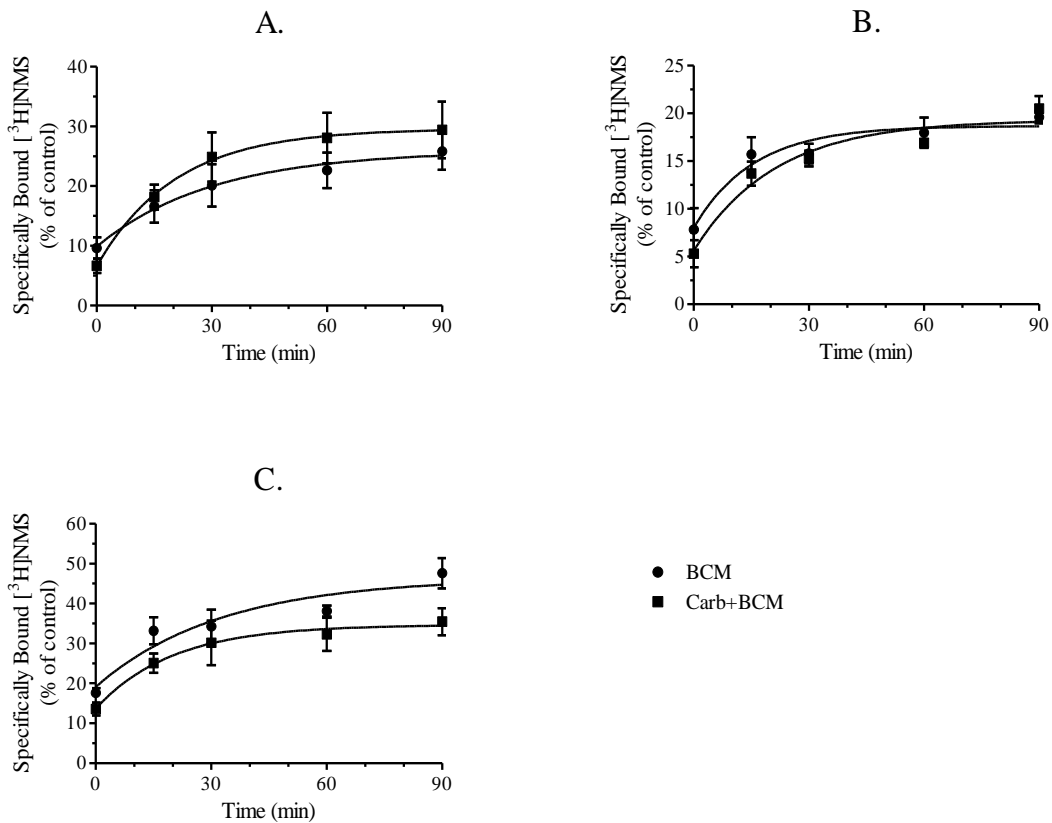 A.
Specifically Bound [ ³H]NMS
(% of control)
40
30
20
10
0
0 30 60 90
Time (min)
B.
Specifically Bound [ ³H]NMS
(% of control)
25
20
15
10
5
0
0 30 60 90
Time (min)
C.
Specifically Bound [ ³H]NMS
(% of control)
60
50
40
30
20
10
0
0 30 60 90
Time (min)
BCM
Carb+BCM